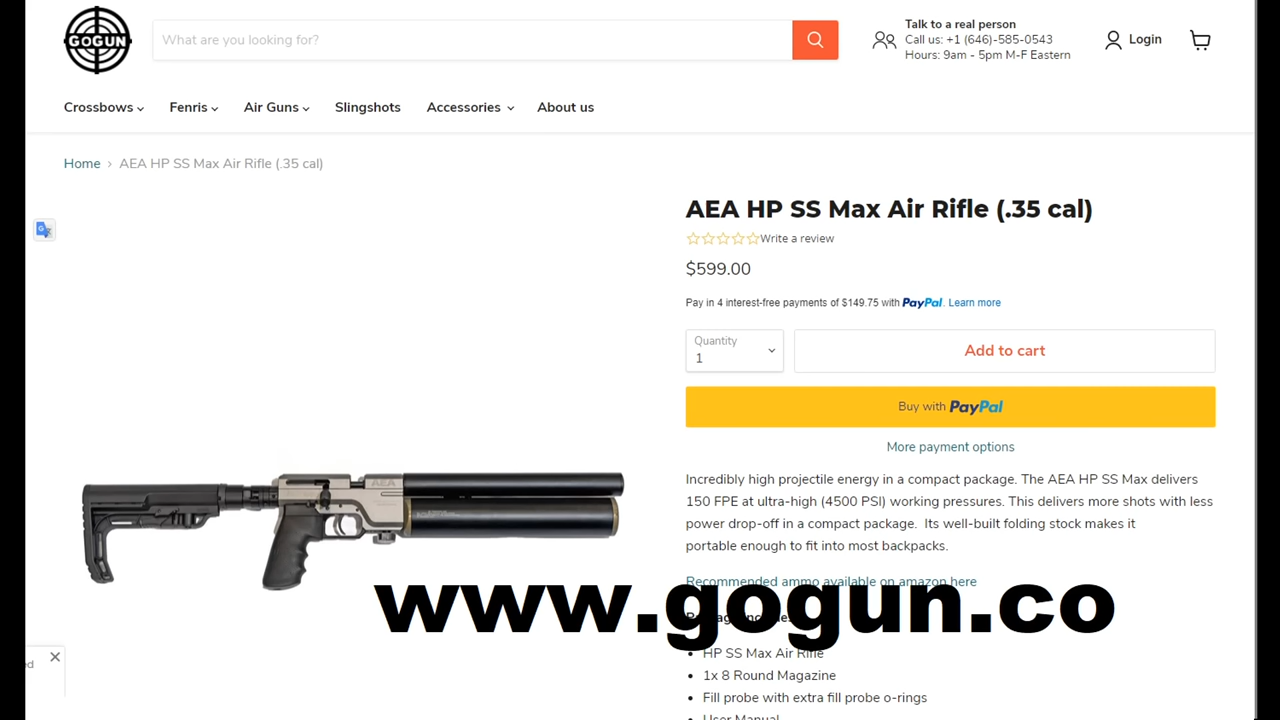 GOGUN
What are you looking for?
Talk to a real person
Call us: +1 (646)-585-0543
Hours: 9am - 5pm M-F Eastern
Login
Crossbows
Fenris
Air Guns
Slingshots
Accessories
About us
Home › AEA HP SS Max Air Rifle (.35 cal)
AEA HP SS Max Air Rifle (.35 cal)
Write a review
$599.00
Pay in 4 interest-free payments of $149.75 with PayPal. Learn more
Quantity
1
Add to cart
Buy with PayPal
More payment options
Incredibly high projectile energy in a compact package. The AEA HP SS Max delivers
150 FPE at ultra-high (4500 PSI) working pressures. This delivers more shots with less
power drop-off in a compact package. Its well-built folding stock makes it
portable enough to fit into most backpacks.
AEA
Recommended ammo available on amazon here
www.gogun.co
HP SS Max Air Rifle
1x 8 Round Magazine
Fill probe with extra fill probe o-rings
User Manual